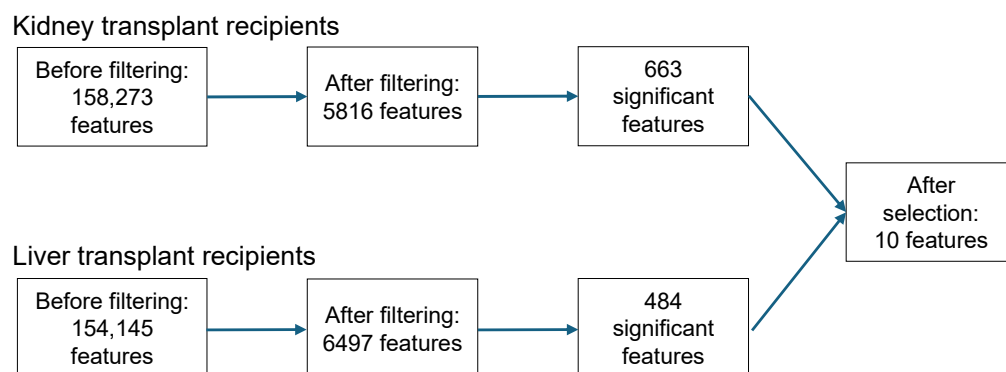 Kidney transplant recipients
Before filtering:
158,273
features
After filtering:
5816 features
663
significant
features
After
selection:
10 features
Liver transplant recipients
Before filtering:
154,145
features
After filtering:
6497 features
484
significant
features